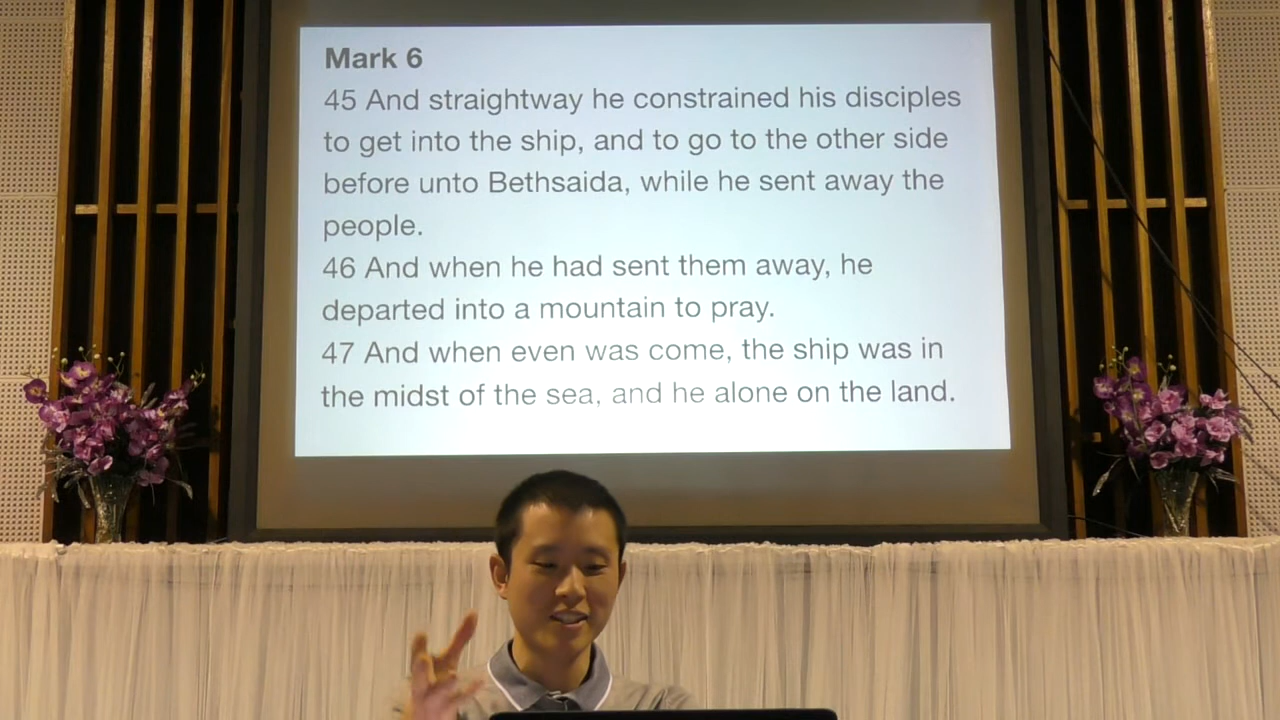 Mark 6
45 And straightway he constrained his disciples
to get into the ship, and to go to the other side
before unto Bethsaida, while he sent away the
people.
46 And when he had sent them away, he
departed into a mountain to pray.
47 And when even was come, the ship was in
the midst of the sea, and he alone on the land.